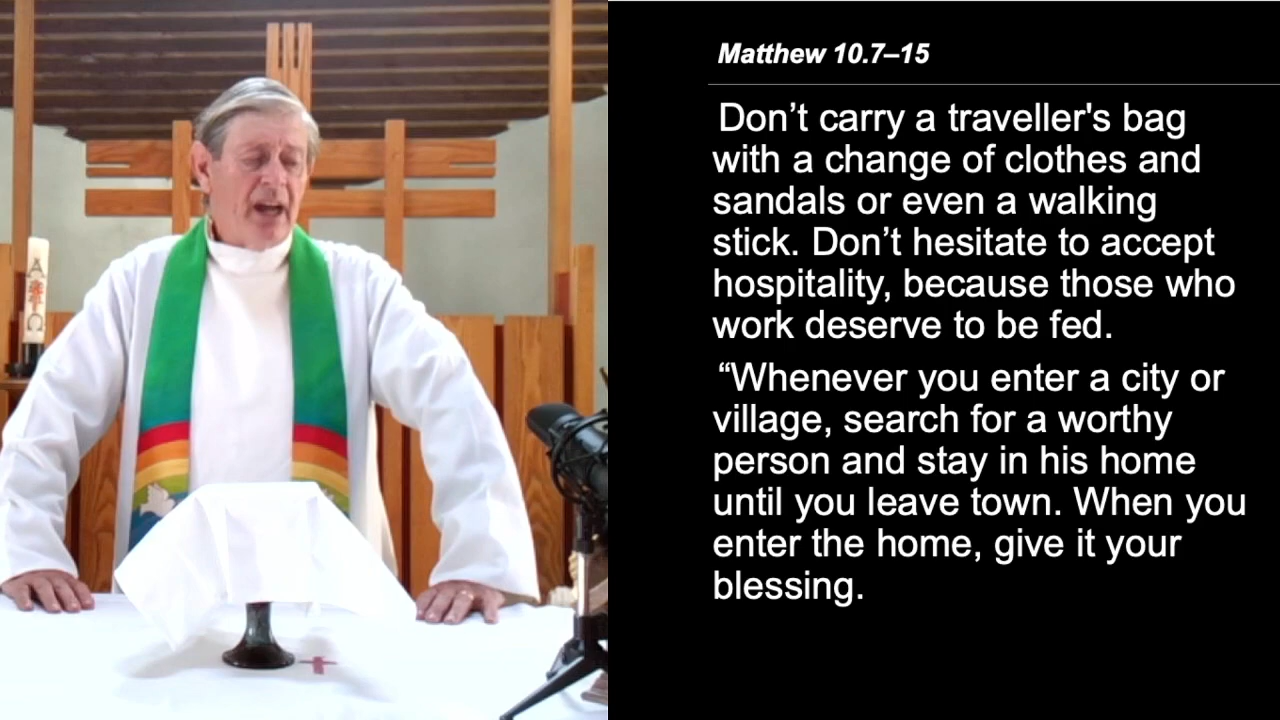 Matthew 10.7–15
Don’t carry a traveller's bag
with a change of clothes and
sandals or even a walking
stick. Don’t hesitate to accept
hospitality, because those who
work deserve to be fed.
“Whenever you enter a city or
village, search for a worthy
person and stay in his home
until you leave town. When you
enter the home, give it your
blessing.
Α
Ω